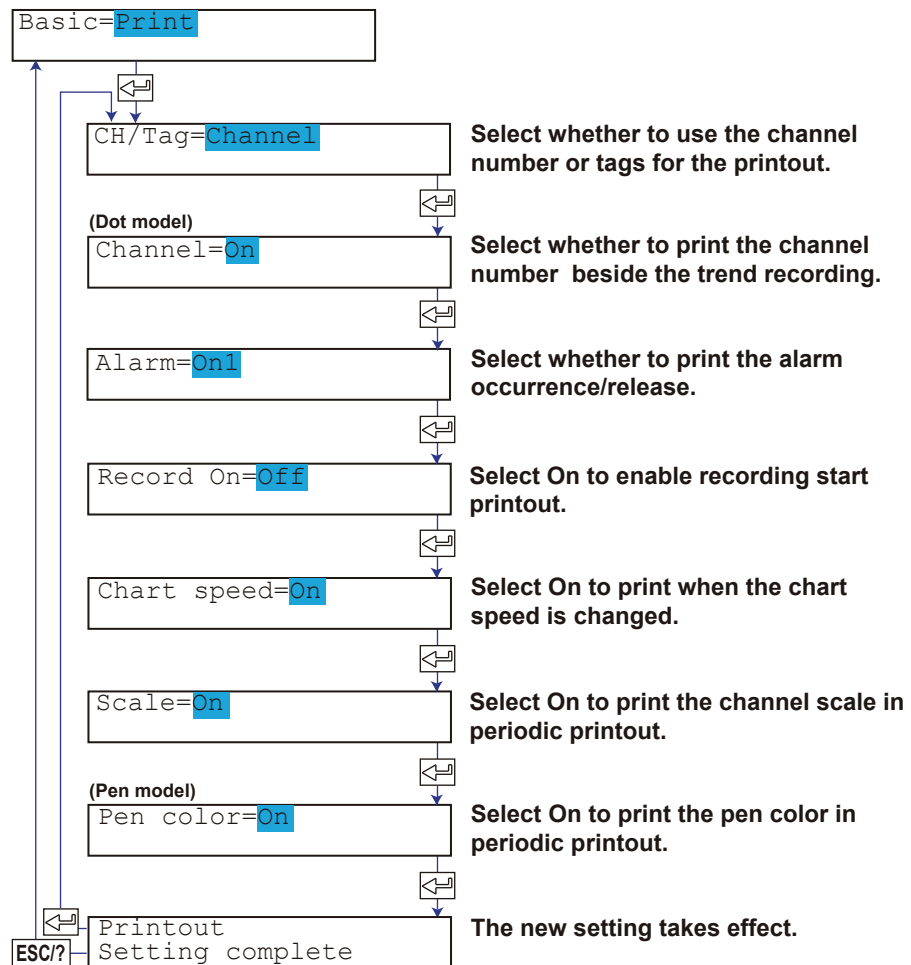 Basic=Print
CH/Tag=Channel
Select whether to use the channel
number or tags for the printout.
(Dot model)
Channel=On
Select whether to print the channel
number beside the trend recording.
Alarm=On1
Select whether to print the alarm
occurrence/release.
Record On=Off
Select On to enable recording start
printout.
Chart speed=On
Select On to print when the chart
speed is changed.
Scale=On
Select On to print the channel scale in
periodic printout.
(Pen model)
Pen color=On
Select On to print the pen color in
periodic printout.
Printout
Setting complete
The new setting takes effect.
ESC/?